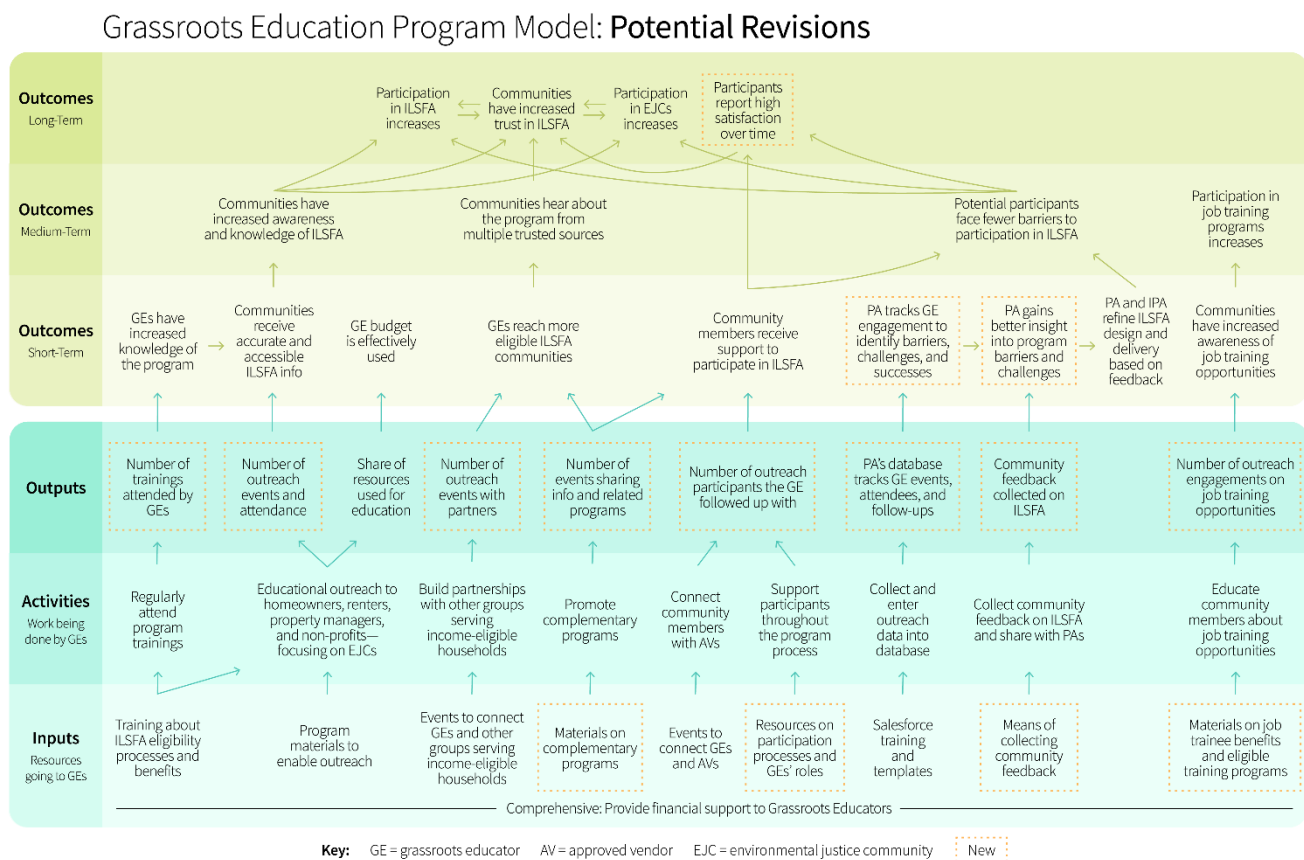 Grassroots Education Program Model: Potential Revisions
Outcomes
Long-Term
Participation
in ILSFA
increases
Communities
have increased
trust in ILSFA
Participation
in EJCs
increases
Participants
report high
satisfaction
over time
Outcomes
Medium-Term
Communities have
increased awareness
and knowledge of ILSFA
Communities hear about
the program from
multiple trusted sources
Potential participants
face fewer barriers to
participation in ILSFA
Participation in
job training
programs
increases
Outcomes
Short-Term
GEs have
increased
knowledge of
the program
Communities
receive
accurate and
accessible
ILSFA info
GE budget
is effectively
used
GEs reach more
eligible ILSFA
communities
Community
members receive
support to
participate in ILSFA
PA tracks GE
engagement to
identify barriers,
challenges, and
successes
PA gains
better insight
into program
barriers and
challenges
PA and IPA
refine ILSFA
design and
delivery
based on
feedback
Communities
have increased
awareness of
job training
opportunities
Outputs
Number of
trainings
attended by
GEs
Number of
outreach
events and
attendance
Share of
resources
used for
education
Number of
outreach
events with
partners
Number of
events sharing
info and related
programs
Number of outreach
participants the GE
followed up with
PA's database
tracks GE events,
attendees, and
follow-ups
Community
feedback
collected on
ILSFA
Number of outreach
engagements on
job training
opportunities
Activities
Work being
done by GEs
Regularly
attend
program
trainings
Educational outreach to
homeowners, renters,
property managers,
and non-profits—
focusing on EJCs
Build partnerships
with other groups
serving
income-eligible
households
Promote
complementary
programs
Connect
community
members
with AVs
Support
participants
throughout
the program
process
Collect and
enter
outreach
data into
database
Collect community
feedback on ILSFA
and share with PAs
Educate
community
members about
job training
opportunities
Inputs
Resources
going to GEs
Training about
ILSFA eligibility
processes and
benefits
Program
materials to
enable outreach
Events to connect
GEs and other
groups serving
income-eligible
households
Materials on
complementary
programs
Events to
connect GEs
and AVs
Resources on
participation
processes and
GEs' roles
Salesforce
training
and
templates
Means of
collecting
community
feedback
Materials on job
trainee benefits
and eligible
training programs
Comprehensive: Provide financial support to Grassroots Educators
Key: GE = grassroots educator AV = approved vendor EJC = environmental justice community New